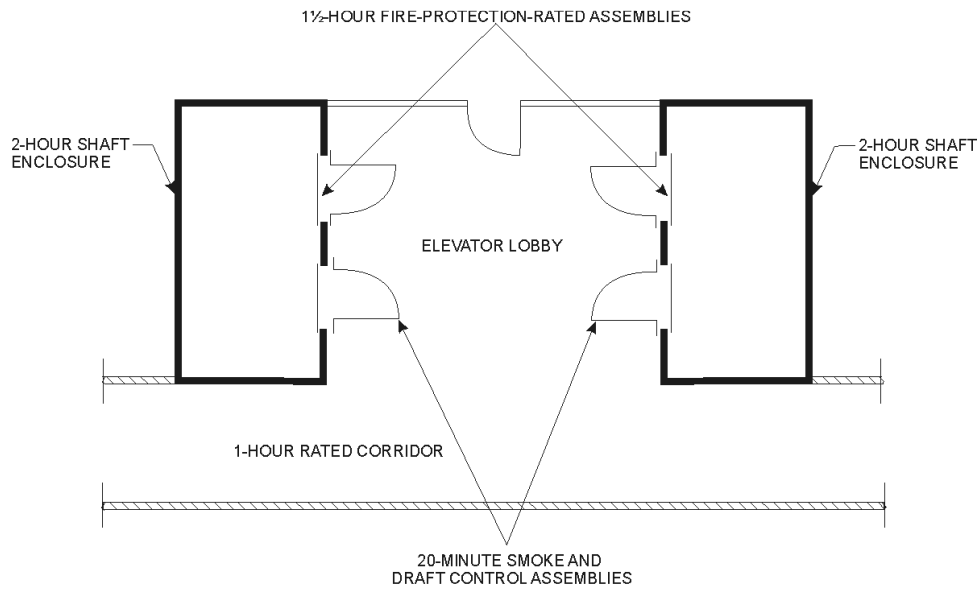 1½-HOUR FIRE-PROTECTION-RATED ASSEMBLIES
2-HOUR SHAFT
ENCLOSURE
2-HOUR SHAFT
ENCLOSURE
ELEVATOR LOBBY
1-HOUR RATED CORRIDOR
20-MINUTE SMOKE AND
DRAFT CONTROL ASSEMBLIES